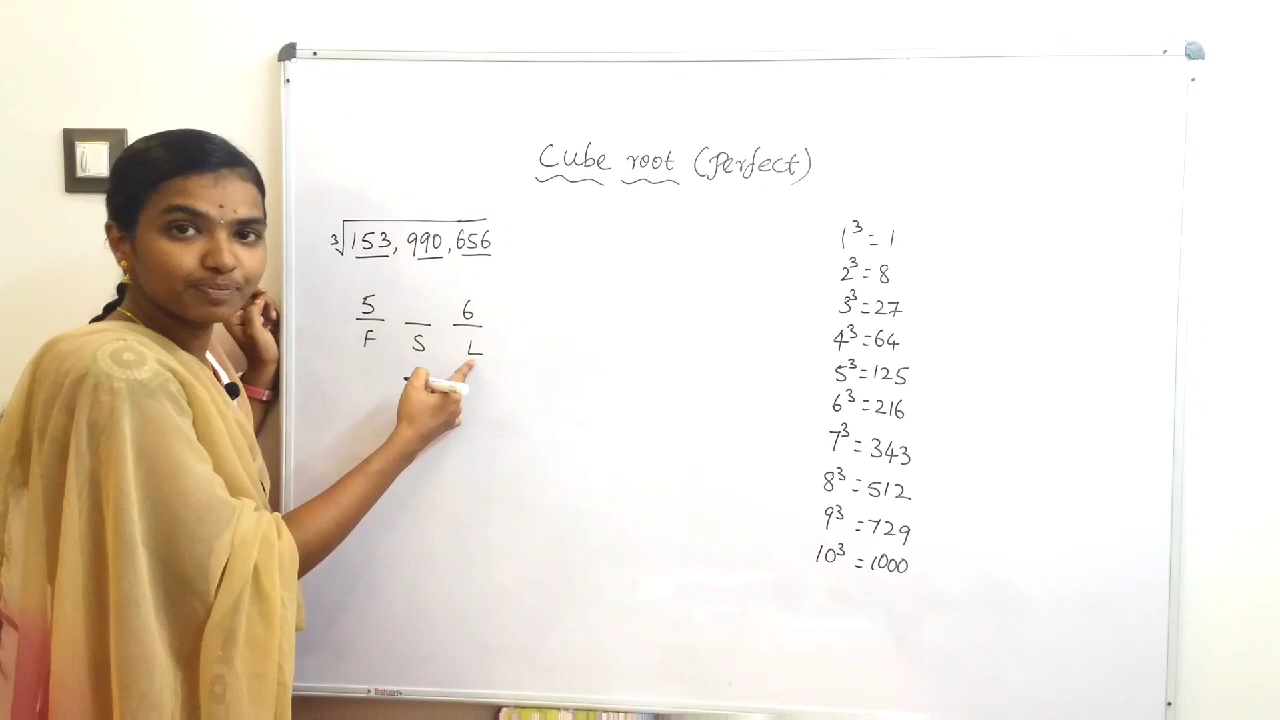 Cube root (Perfect)
3√153,990,656
5 _ 6
F S L
1³ = 1
2³ = 8
3³ = 27
4³ = 64
5³ = 125
6³ = 216
7³ = 343
8³ = 512
9³ = 729
10³ = 1000